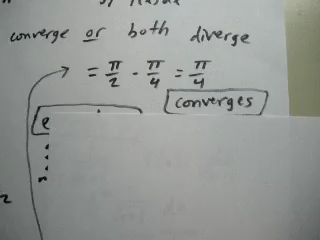 converge or both diverge
= π/2 - π/4 = π/4
converges